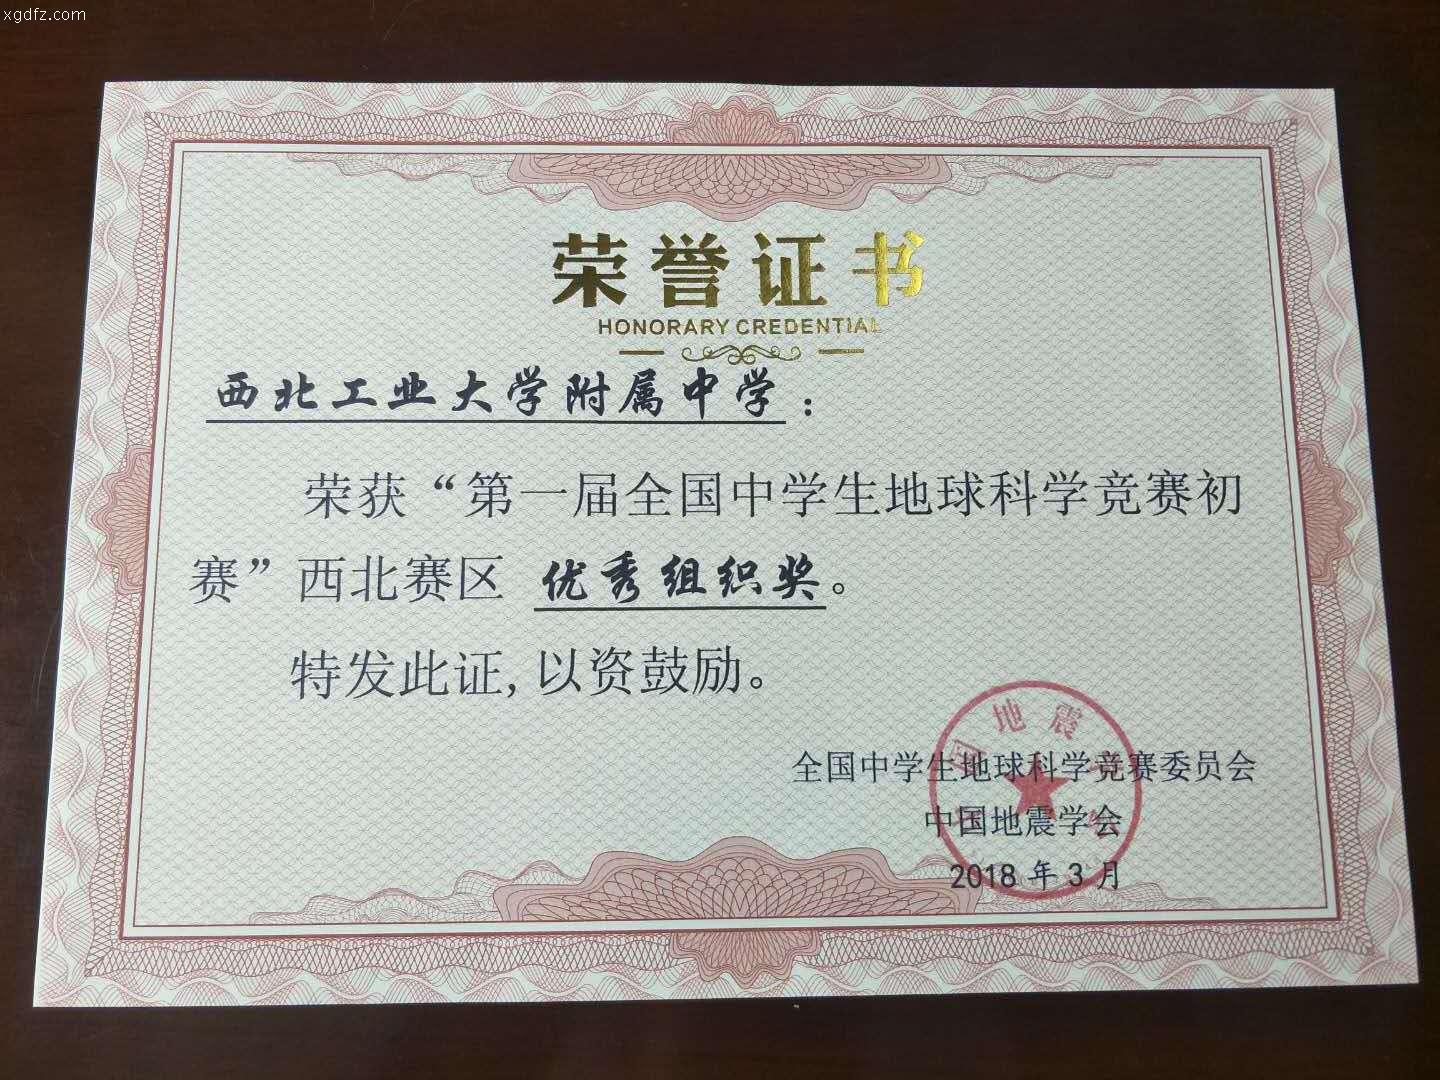 xgdfz.com
荣誉证书
HONORARY CREDENTIAL
西北工业大学附属中学：
荣获“第一届全国中学生地球科学竞赛初
赛”西北赛区 优秀组织奖。
特发此证,以资鼓励。
全国中学生地球科学竞赛委员会
中国地震学会
2018 年 3 月
地震